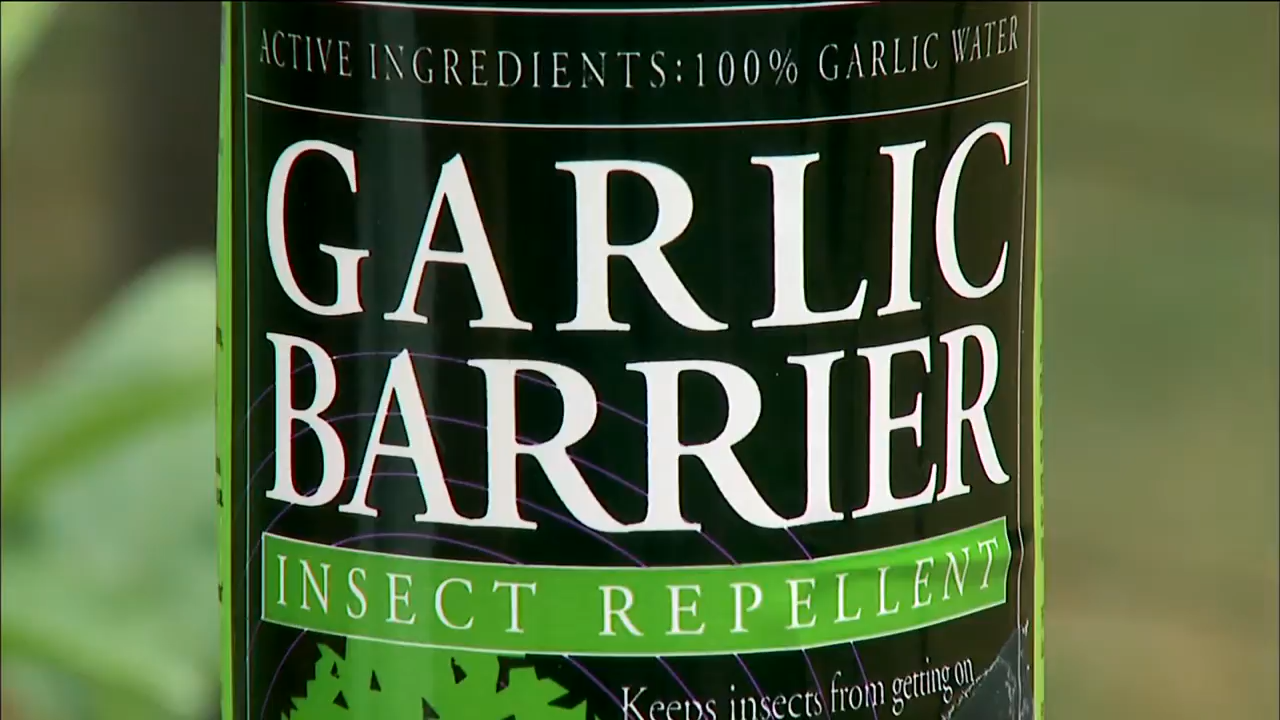 ACTIVE INGREDIENTS:100% GARLIC WATER
GARLIC
BARRIER
INSECT REPELLENT
Keeps insects from getting on